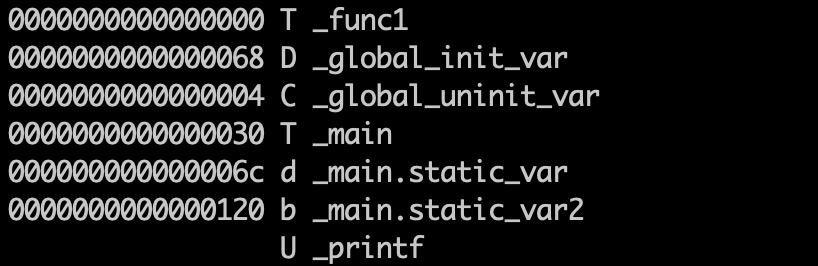 0000000000000000 T _func1
0000000000000068 D _global_init_var
0000000000000004 C _global_uninit_var
0000000000000030 T _main
000000000000006c d _main.static_var
0000000000000120 b _main.static_var2
U _printf